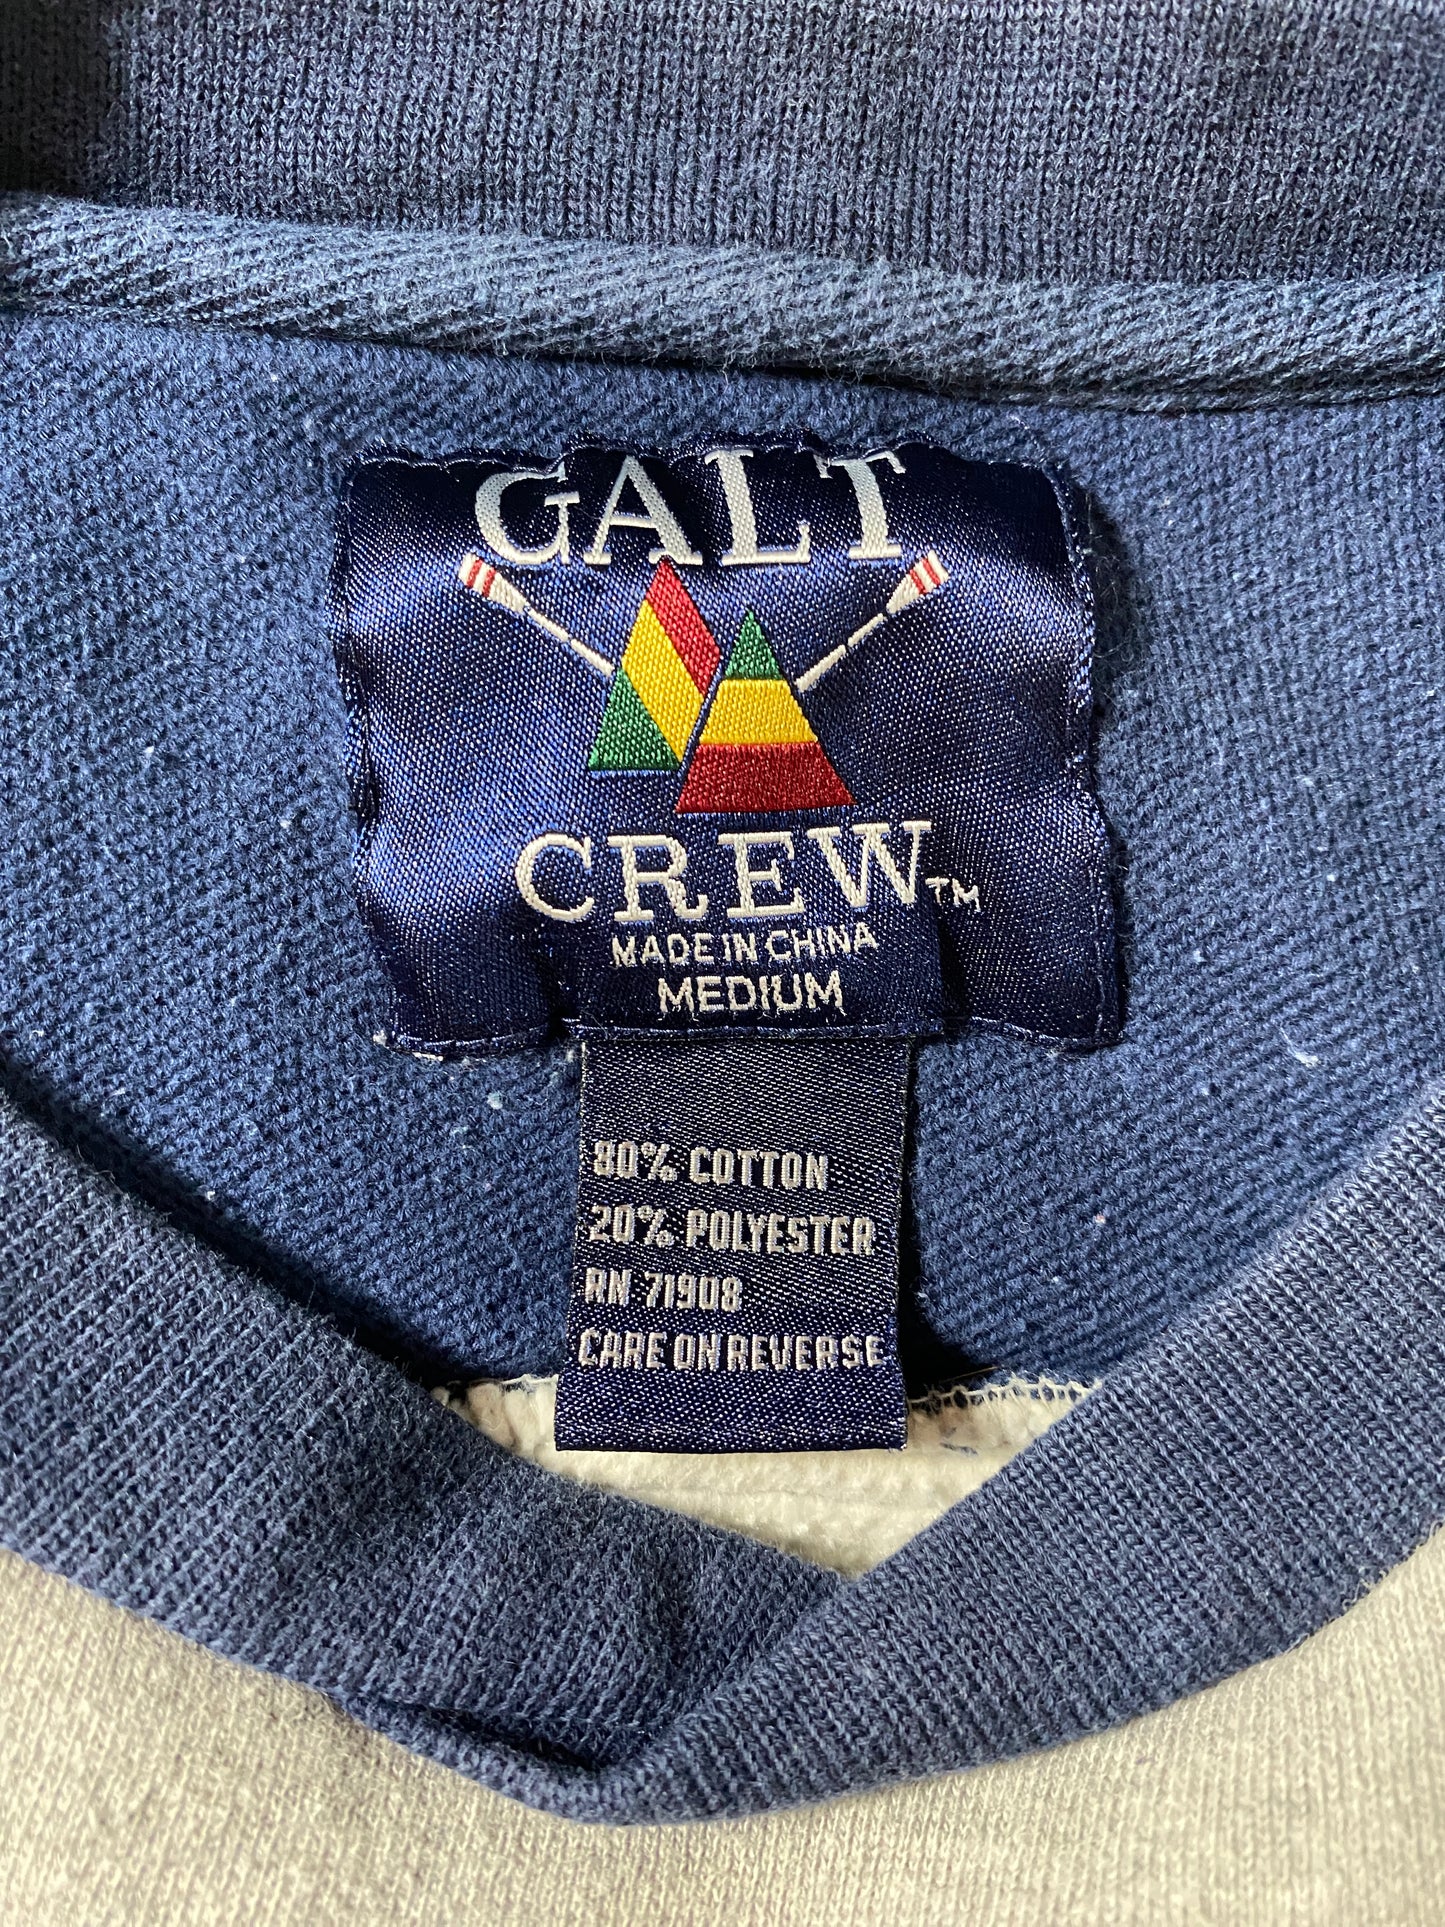 GALT
CREW™
MADE IN CHINA
MEDIUM
80% COTTON
20% POLYESTER
RN 71908
CARE ON REVERSE